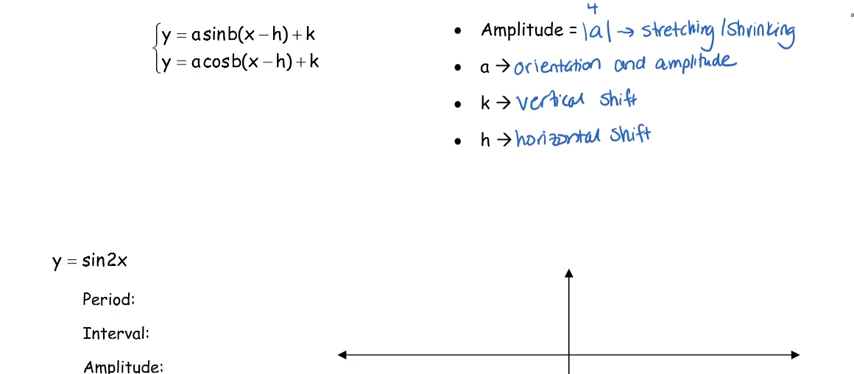 y = asinb(x – h) + k
y = acosb(x – h) + k
4
• Amplitude = |a| → stretching/shrinking
• a → orientation and amplitude
• k → vertical shift
• h → horizontal shift
y = sin2x
Period:
Interval:
Amplitude: